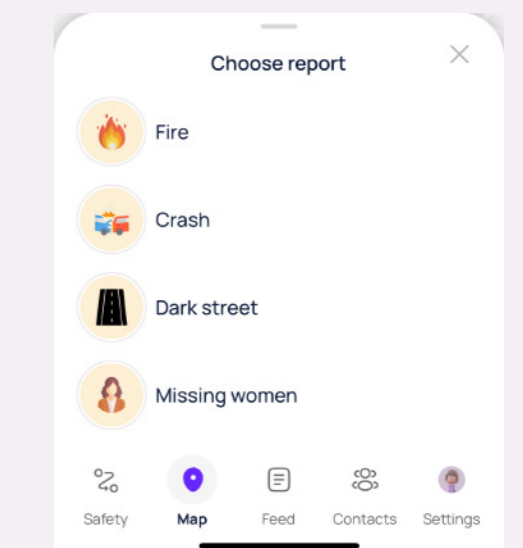 Choose report
Fire
Crash
Dark street
Missing women
Safety Map Feed Contacts Settings